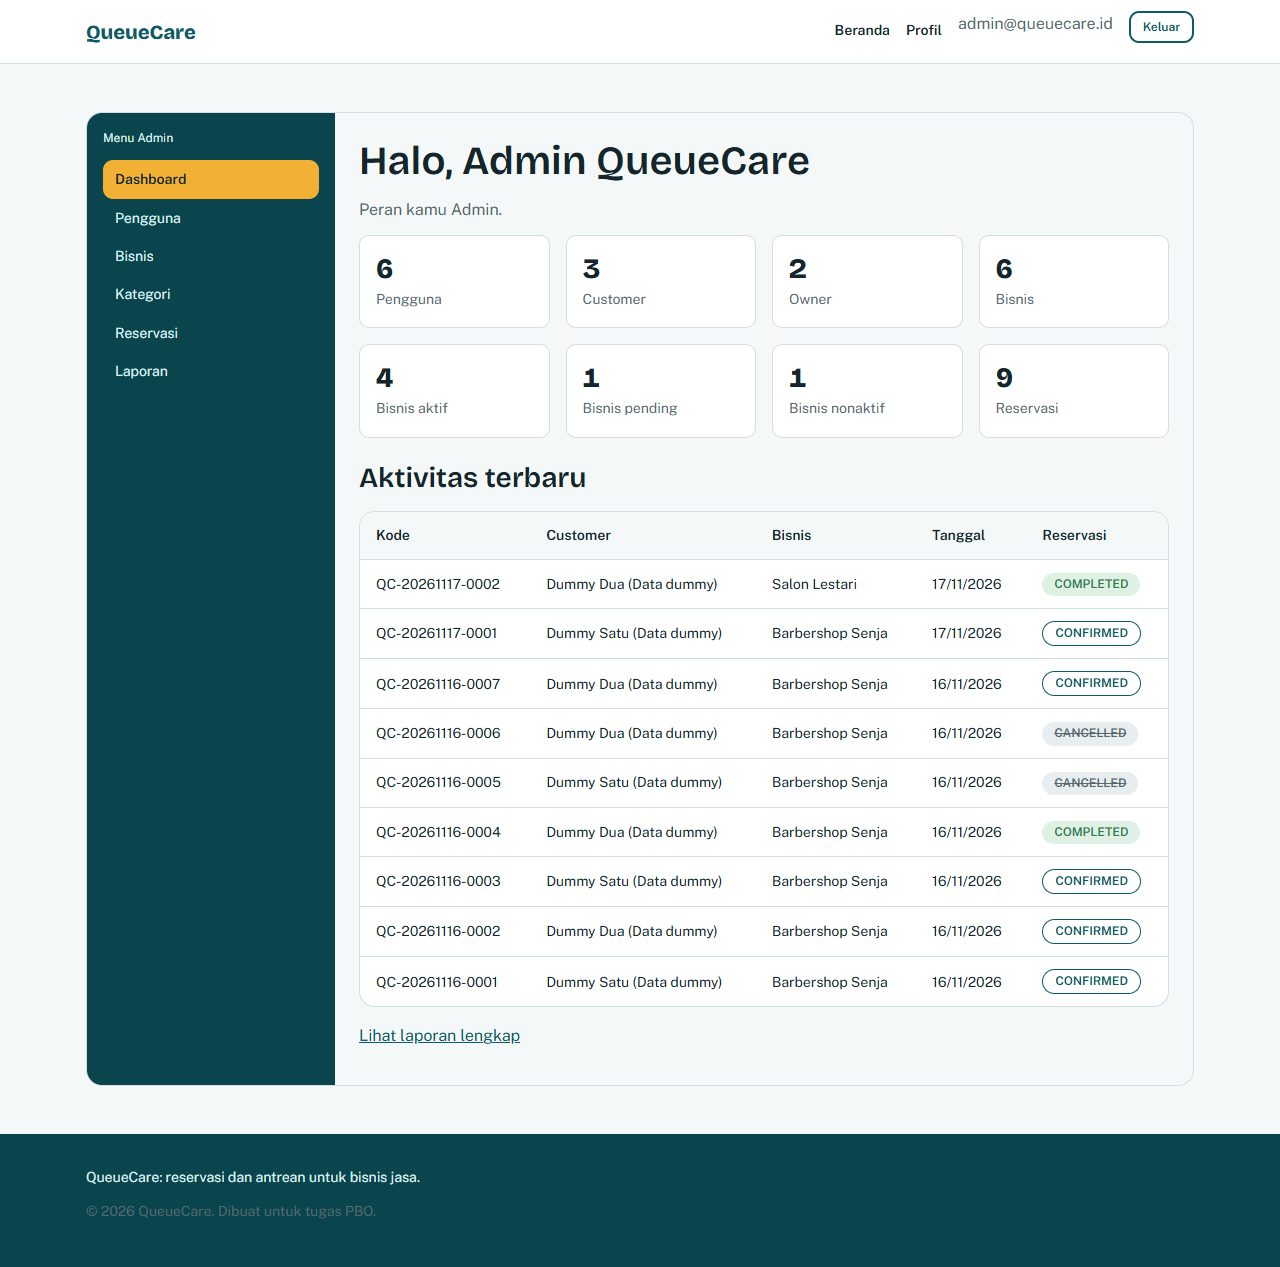 QueueCare
Beranda Profil admin@queuecare.id Keluar
Menu Admin
Dashboard
Pengguna
Bisnis
Kategori
Reservasi
Laporan
Halo, Admin QueueCare
Peran kamu Admin.
6 Pengguna
3 Customer
2 Owner
6 Bisnis
4 Bisnis aktif
1 Bisnis pending
1 Bisnis nonaktif
9 Reservasi
Aktivitas terbaru
Kode Customer Bisnis Tanggal Reservasi
QC-20261117-0002 Dummy Dua (Data dummy) Salon Lestari 17/11/2026 COMPLETED
QC-20261117-0001 Dummy Satu (Data dummy) Barbershop Senja 17/11/2026 CONFIRMED
QC-20261116-0007 Dummy Dua (Data dummy) Barbershop Senja 16/11/2026 CONFIRMED
QC-20261116-0006 Dummy Dua (Data dummy) Barbershop Senja 16/11/2026 CANCELLED
QC-20261116-0005 Dummy Satu (Data dummy) Barbershop Senja 16/11/2026 CANCELLED
QC-20261116-0004 Dummy Dua (Data dummy) Barbershop Senja 16/11/2026 COMPLETED
QC-20261116-0003 Dummy Satu (Data dummy) Barbershop Senja 16/11/2026 CONFIRMED
QC-20261116-0002 Dummy Dua (Data dummy) Barbershop Senja 16/11/2026 CONFIRMED
QC-20261116-0001 Dummy Satu (Data dummy) Barbershop Senja 16/11/2026 CONFIRMED
Lihat laporan lengkap
QueueCare: reservasi dan antrean untuk bisnis jasa.
© 2026 QueueCare. Dibuat untuk tugas PBO.